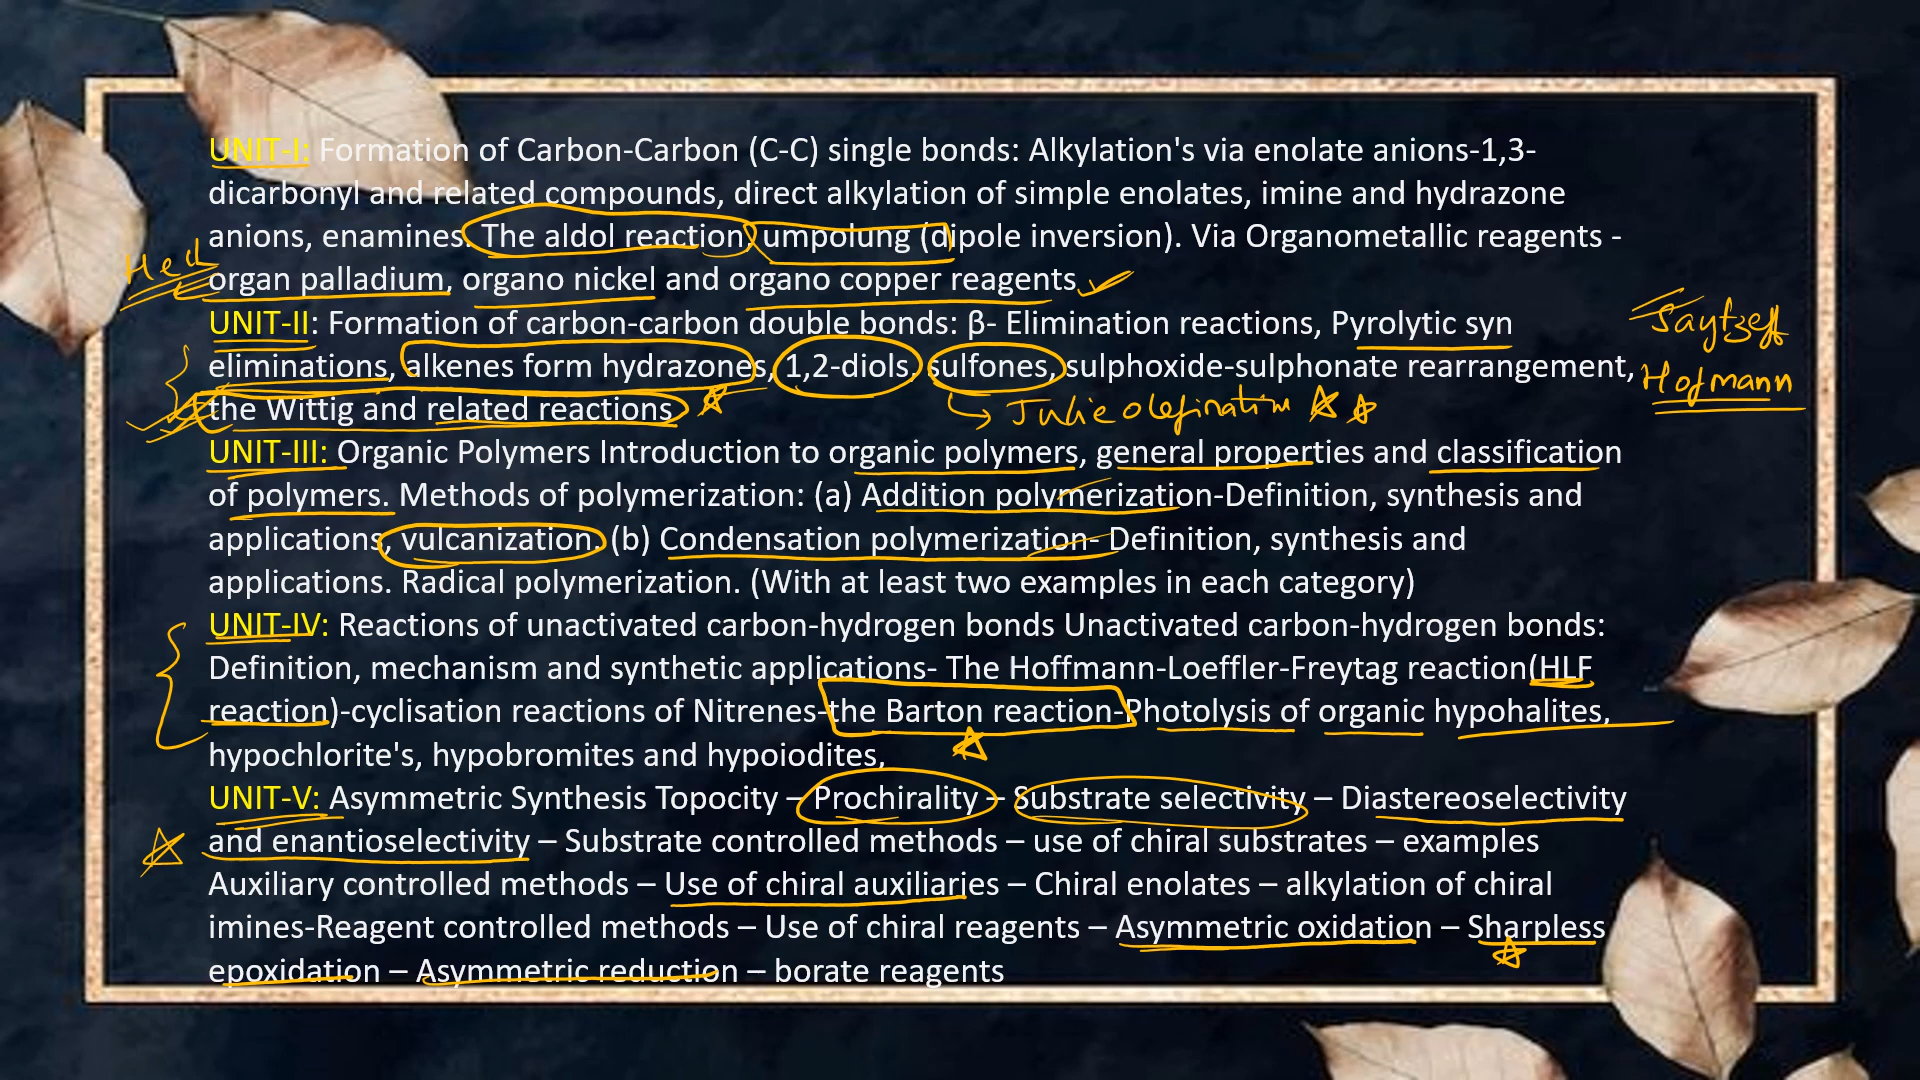 UNIT-I: Formation of Carbon-Carbon (C-C) single bonds: Alkylation's via enolate anions-1,3-
dicarbonyl and related compounds, direct alkylation of simple enolates, imine and hydrazone
anions, enamines. The aldol reaction, umpolung (dipole inversion). Via Organometallic reagents -
Heck
organ palladium, organo nickel and organo copper reagents
UNIT-II: Formation of carbon-carbon double bonds: β- Elimination reactions, Pyrolytic syn
Saytzeff
eliminations, alkenes form hydrazones, 1,2-diols, sulfones, sulphoxide-sulphonate rearrangement,
Hofmann
the Wittig and related reactions
Julie olefination
UNIT-III: Organic Polymers Introduction to organic polymers, general properties and classification
of polymers. Methods of polymerization: (a) Addition polymerization-Definition, synthesis and
applications, vulcanization. (b) Condensation polymerization- Definition, synthesis and
applications. Radical polymerization. (With at least two examples in each category)
UNIT-IV: Reactions of unactivated carbon-hydrogen bonds Unactivated carbon-hydrogen bonds:
Definition, mechanism and synthetic applications- The Hoffmann-Loeffler-Freytag reaction(HLF
reaction)-cyclisation reactions of Nitrenes-the Barton reaction-Photolysis of organic hypohalites,
hypochlorite's, hypobromites and hypoiodites,
UNIT-V: Asymmetric Synthesis Topocity – Prochirality – Substrate selectivity – Diastereoselectivity
and enantioselectivity – Substrate controlled methods – use of chiral substrates – examples
Auxiliary controlled methods – Use of chiral auxiliaries – Chiral enolates – alkylation of chiral
imines-Reagent controlled methods – Use of chiral reagents – Asymmetric oxidation – Sharpless
epoxidation – Asymmetric reduction – borate reagents